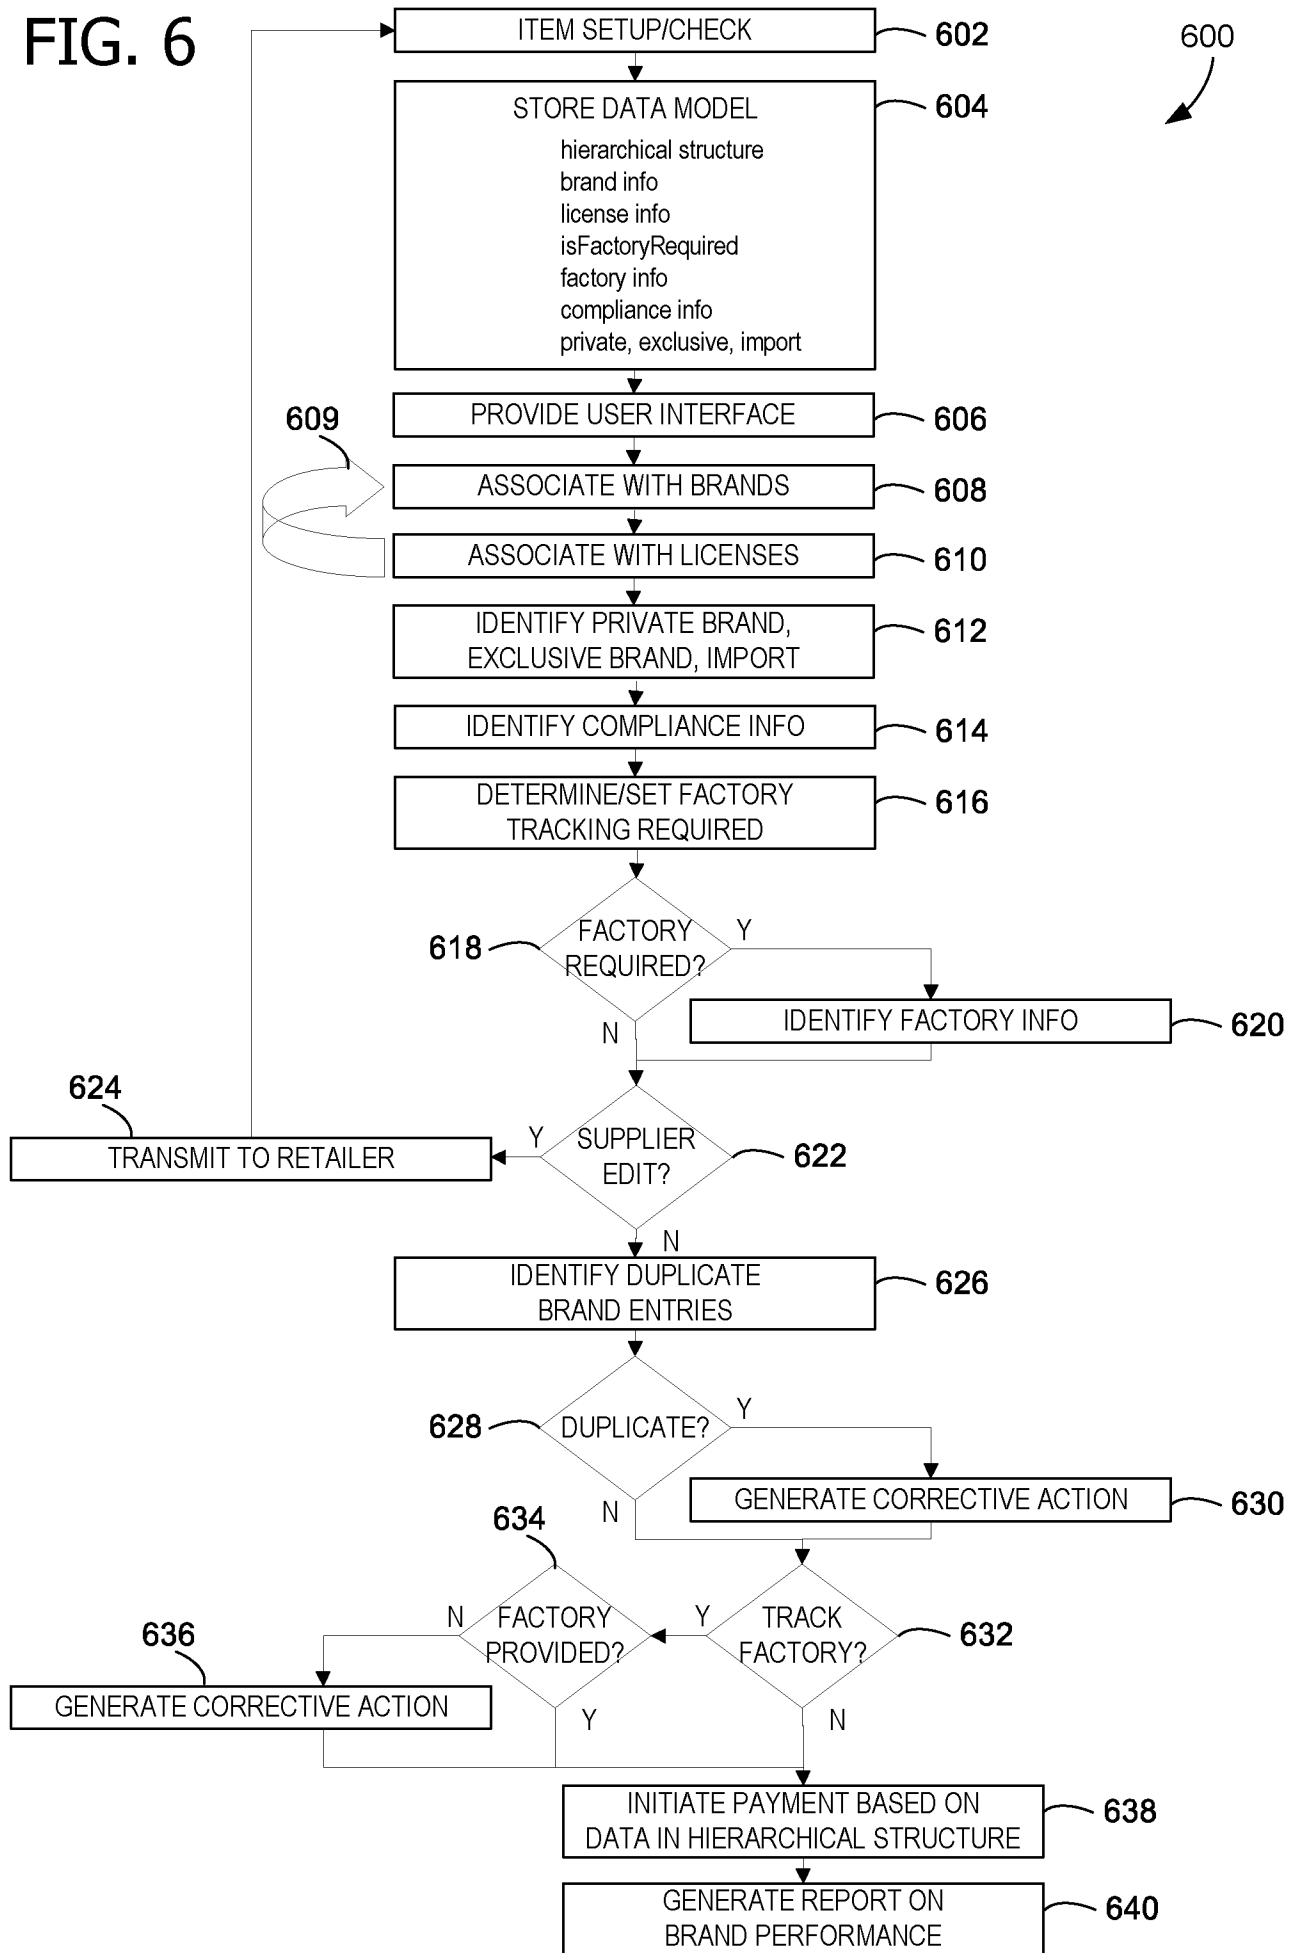 FIG. 6
600
ITEM SETUP/CHECK
602
STORE DATA MODEL
604
hierarchical structure
brand info
license info
isFactoryRequired
factory info
compliance info
private, exclusive, import
PROVIDE USER INTERFACE
606
609
ASSOCIATE WITH BRANDS
608
ASSOCIATE WITH LICENSES
610
IDENTIFY PRIVATE BRAND,
EXCLUSIVE BRAND, IMPORT
612
IDENTIFY COMPLIANCE INFO
614
DETERMINE/SET FACTORY
TRACKING REQUIRED
616
618
FACTORY
REQUIRED?
Y
N
IDENTIFY FACTORY INFO
620
624
TRANSMIT TO RETAILER
Y
SUPPLIER
EDIT?
622
N
IDENTIFY DUPLICATE
BRAND ENTRIES
626
628
DUPLICATE?
Y
N
GENERATE CORRECTIVE ACTION
630
634
N
FACTORY
PROVIDED?
Y
TRACK
FACTORY?
632
636
GENERATE CORRECTIVE ACTION
Y
N
INITIATE PAYMENT BASED ON
DATA IN HIERARCHICAL STRUCTURE
638
GENERATE REPORT ON
BRAND PERFORMANCE
640